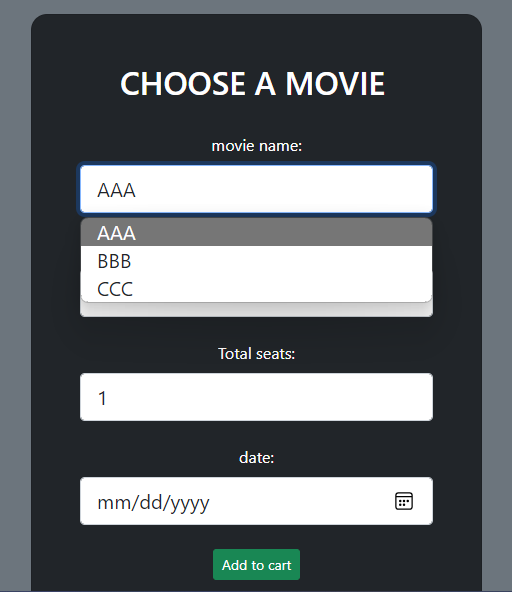 CHOOSE A MOVIE
movie name:
AAA
AAA
BBB
CCC
Total seats:
1
date:
mm/dd/yyyy
Add to cart